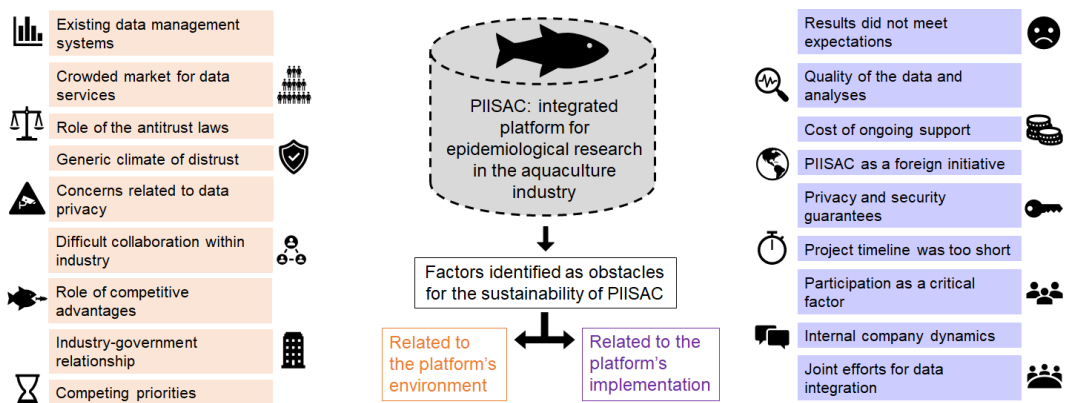 Existing data management
systems
Crowded market for data
services
Role of the antitrust laws
Generic climate of distrust
Concerns related to data
privacy
Difficult collaboration within
industry
Role of competitive
advantages
Industry-government
relationship
Competing priorities
PIISAC: integrated
platform for
epidemiological research
in the aquaculture
industry
Factors identified as obstacles
for the sustainability of PIISAC
Related to
the platform's
environment
Related to the
platform's
implementation
Results did not meet
expectations
Quality of the data and
analyses
Cost of ongoing support
PIISAC as a foreign initiative
Privacy and security
guarantees
Project timeline was too short
Participation as a critical
factor
Internal company dynamics
Joint efforts for data
integration